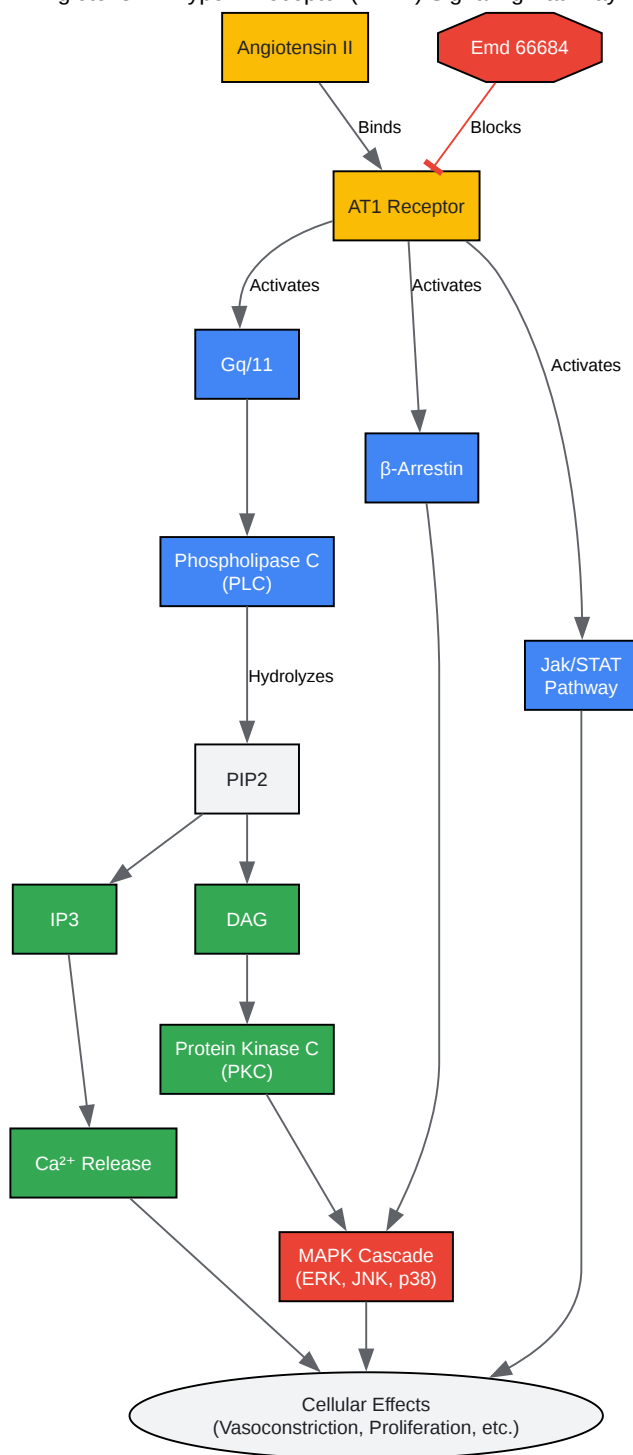 Angiotensin II
Emd 66684
Binds
Blocks
AT1 Receptor
Activates
Activates
Gq/11
Activates
β-Arrestin
Phospholipase C
(PLC)
Jak/STAT
Pathway
Hydrolyzes
PIP2
IP3
DAG
Protein Kinase C
(PKC)
Ca²⁺ Release
MAPK Cascade
(ERK, JNK, p38)
Cellular Effects
(Vasoconstriction, Proliferation, etc.)